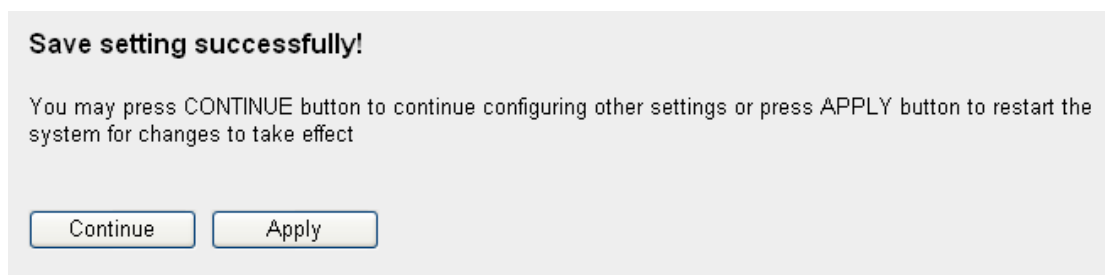 Save setting successfully!
You may press CONTINUE button to continue configuring other settings or press APPLY button to restart the
system for changes to take effect
Continue Apply